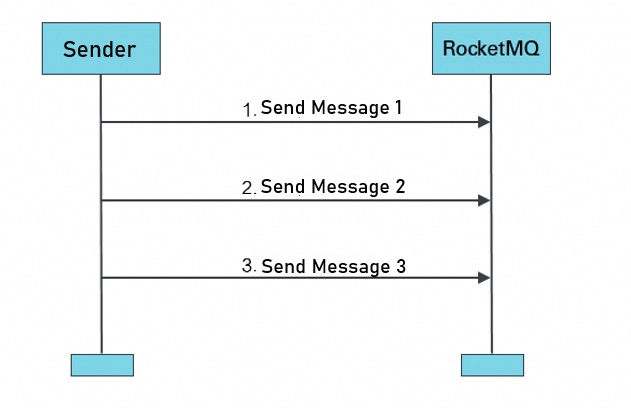 Sender
RocketMQ
1. Send Message 1
2. Send Message 2
3. Send Message 3